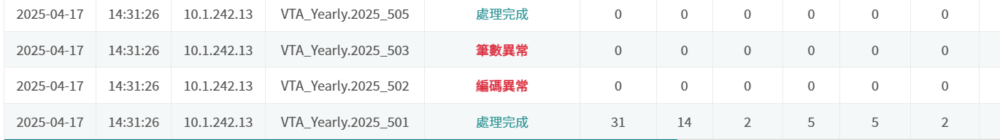 2025-04-17 14:31:26 10.1.242.13 VTA_Yearly.2025_505 處理完成 0 0 0 0 0 0
2025-04-17 14:31:26 10.1.242.13 VTA_Yearly.2025_503 筆數異常 0 0 0 0 0 0
2025-04-17 14:31:26 10.1.242.13 VTA_Yearly.2025_502 編碼異常 0 0 0 0 0 0
2025-04-17 14:31:26 10.1.242.13 VTA_Yearly.2025_501 處理完成 31 14 2 5 5 2